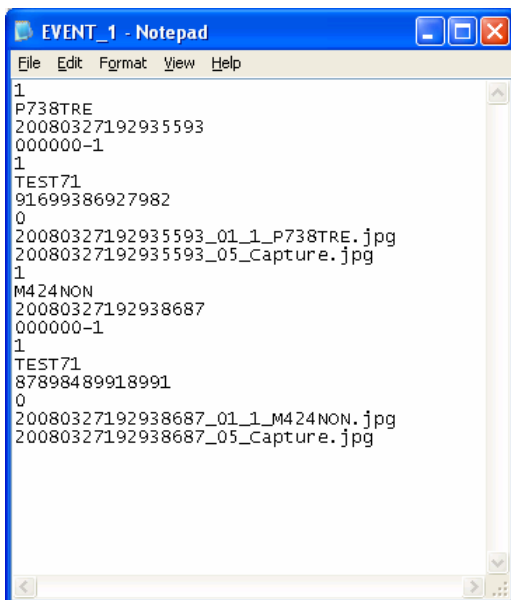 EVENT_1 - Notepad
File Edit Format View Help
1
P738TRE
20080327192935593
000000-1
1
TEST71
91699386927982
0
20080327192935593_01_1_P738TRE.jpg
20080327192935593_05_Capture.jpg
1
M424NON
20080327192938687
000000-1
1
TEST71
87898489918991
0
20080327192938687_01_1_M424NON.jpg
20080327192938687_05_Capture.jpg